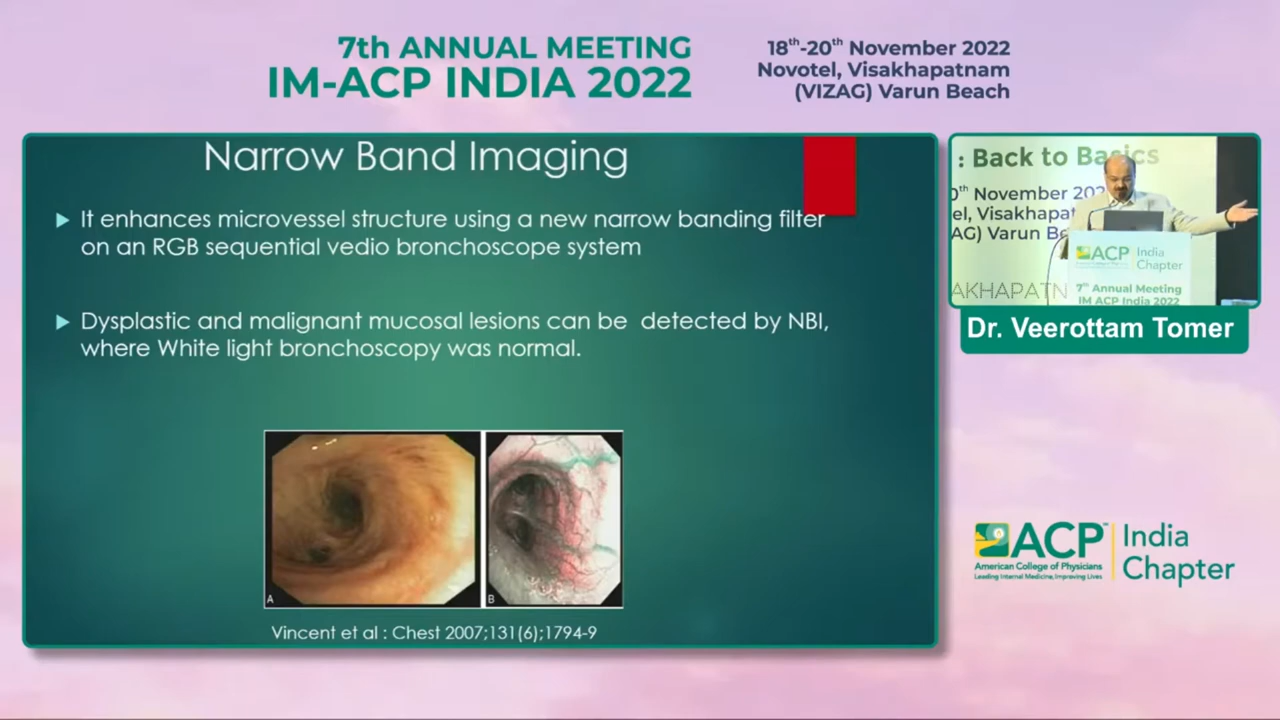 7th ANNUAL MEETING
IM-ACP INDIA 2022
18th-20th November 2022
Novotel, Visakhapatnam
(VIZAG) Varun Beach
Narrow Band Imaging
It enhances microvessel structure using a new narrow banding filter
on an RGB sequential vedio bronchoscope system
Dysplastic and malignant mucosal lesions can be detected by NBI,
where White light bronchoscopy was normal.
A
B
Vincent et al : Chest 2007;131(6);1794-9
: Back to Basics
0th November 202
el, Visakhapat
AG) Varun Be
AKHAPATN
ACP India
Chapter
7th Annual Meeting
IM ACP India 2022
Dr. Veerottam Tomer
ACP™ India
Chapter
American College of Physicians
Leading Internal Medicine, Improving Lives